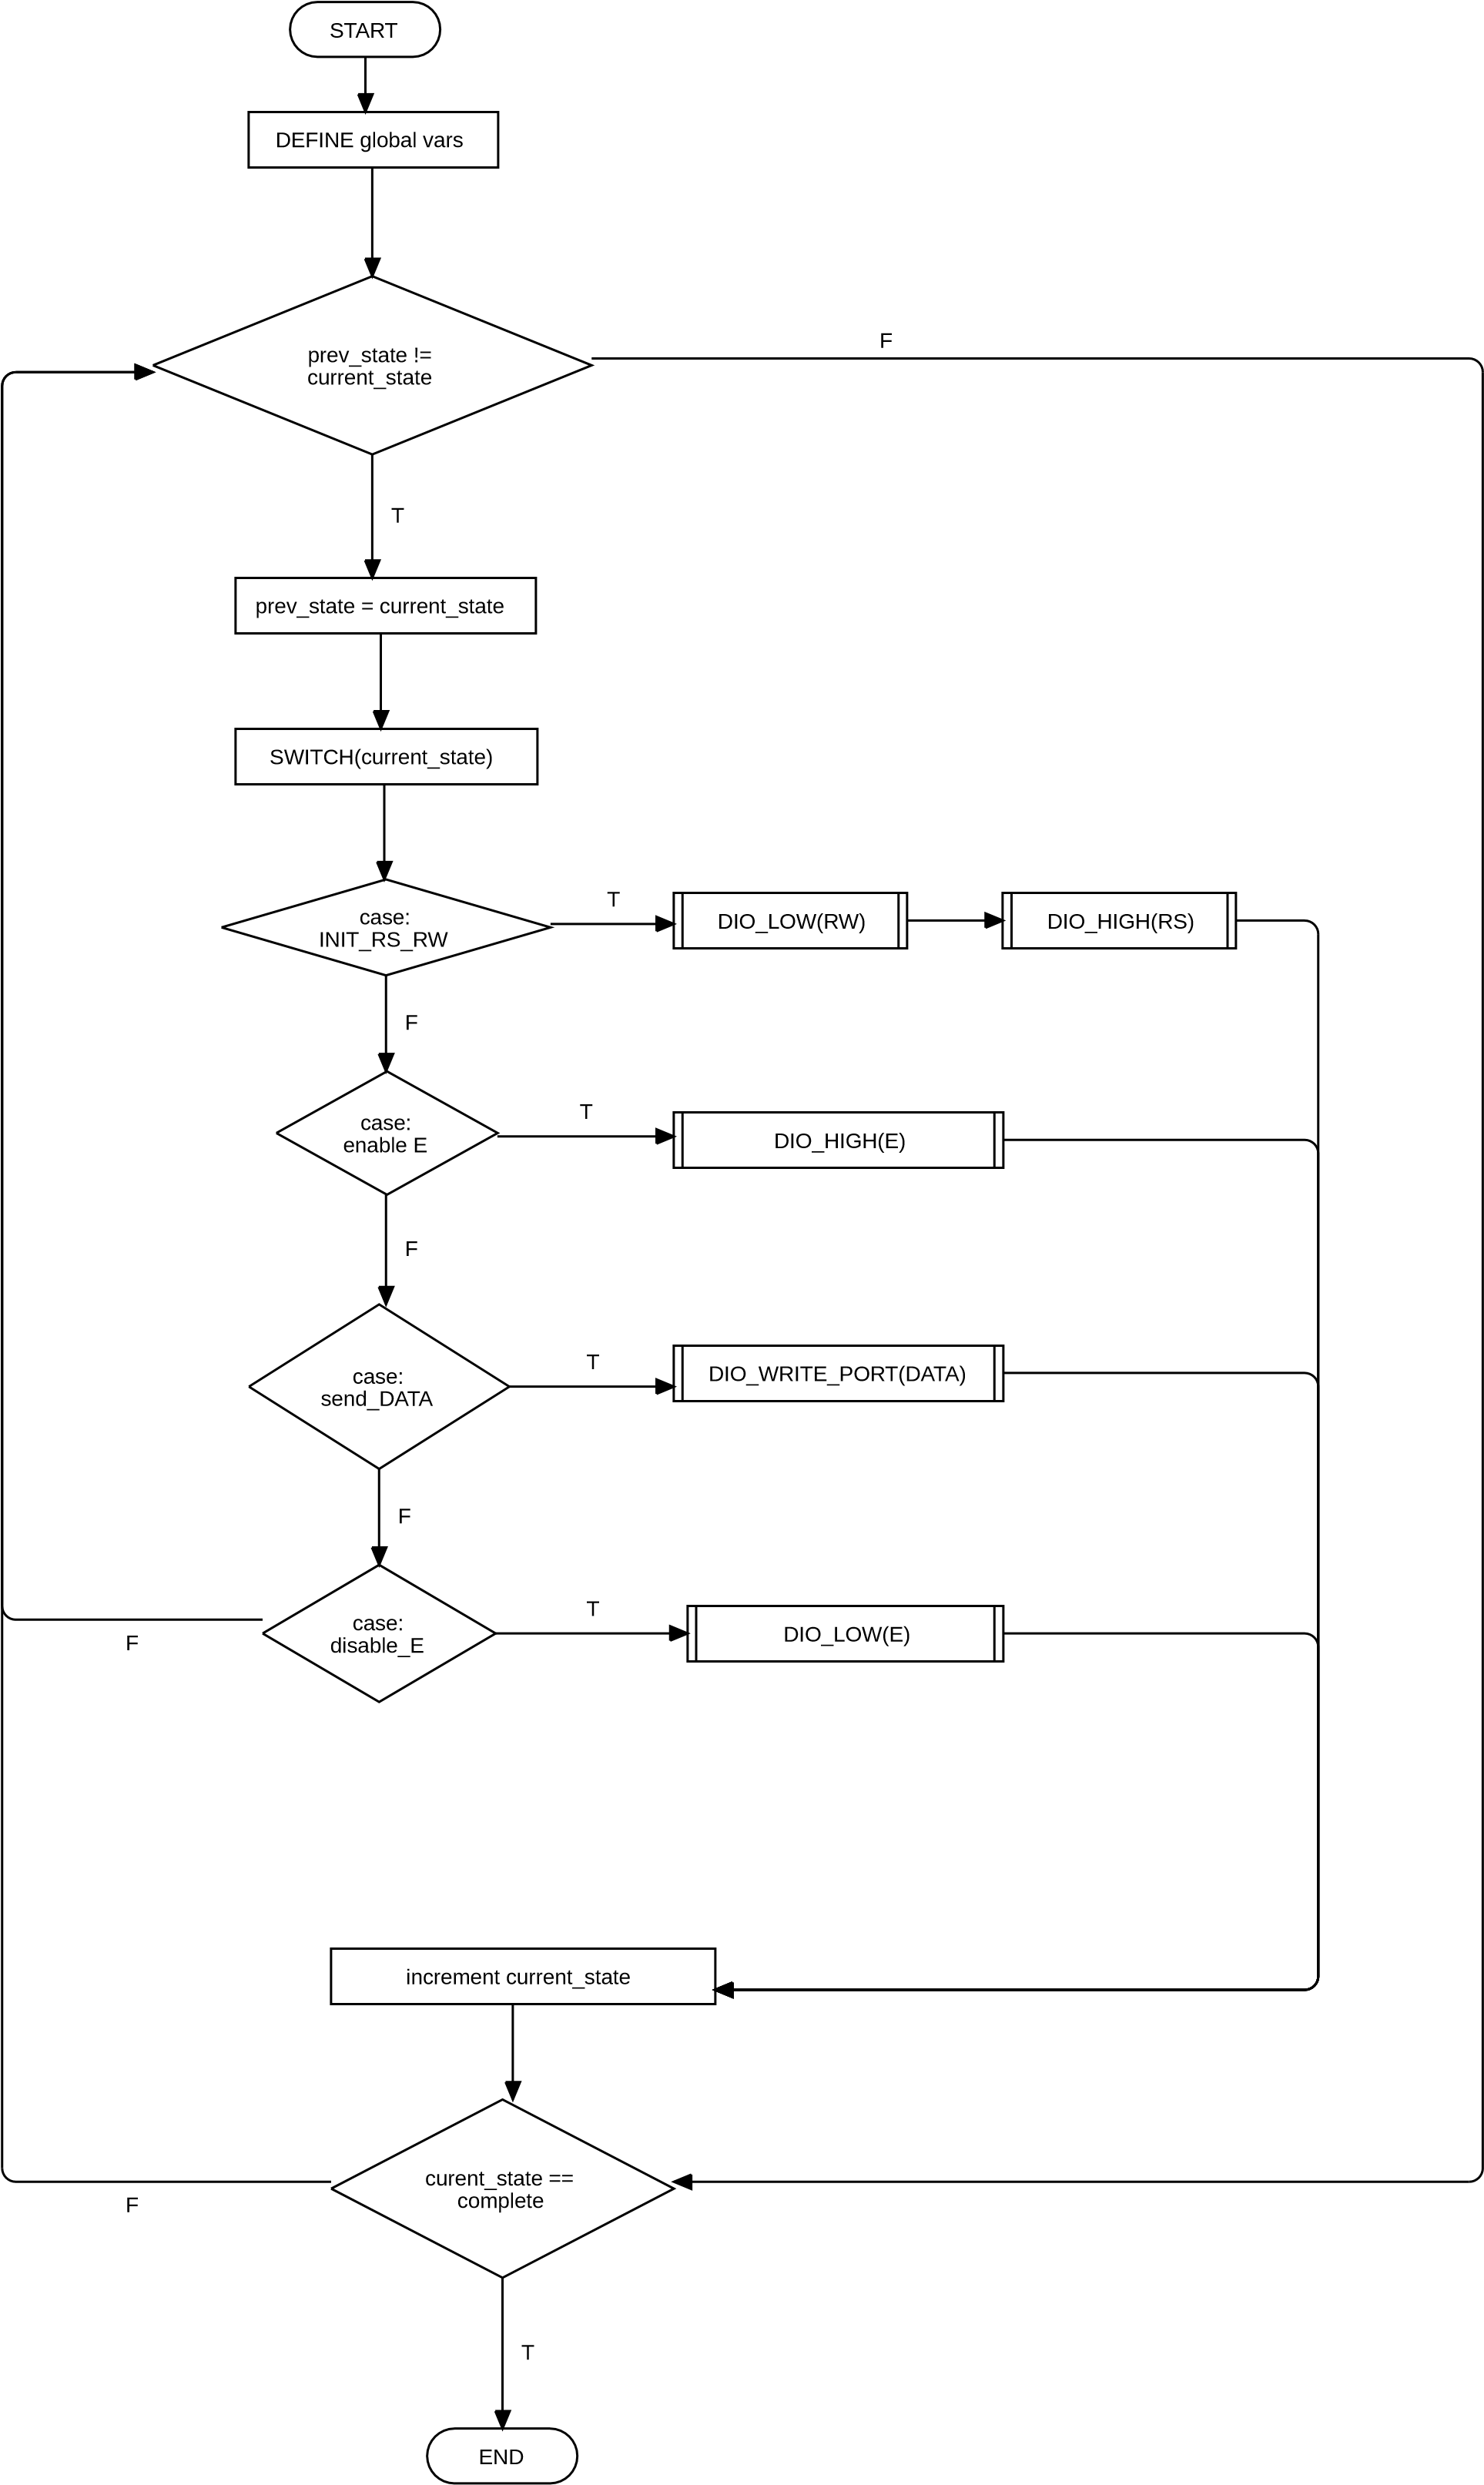 START
DEFINE global vars
prev_state !=
current_state
F
T
prev_state = current_state
SWITCH(current_state)
case:
INIT_RS_RW
T
DIO_LOW(RW)
DIO_HIGH(RS)
F
case:
enable E
T
DIO_HIGH(E)
F
case:
send_DATA
T
DIO_WRITE_PORT(DATA)
F
case:
disable_E
T
DIO_LOW(E)
F
increment current_state
curent_state ==
complete
F
T
END